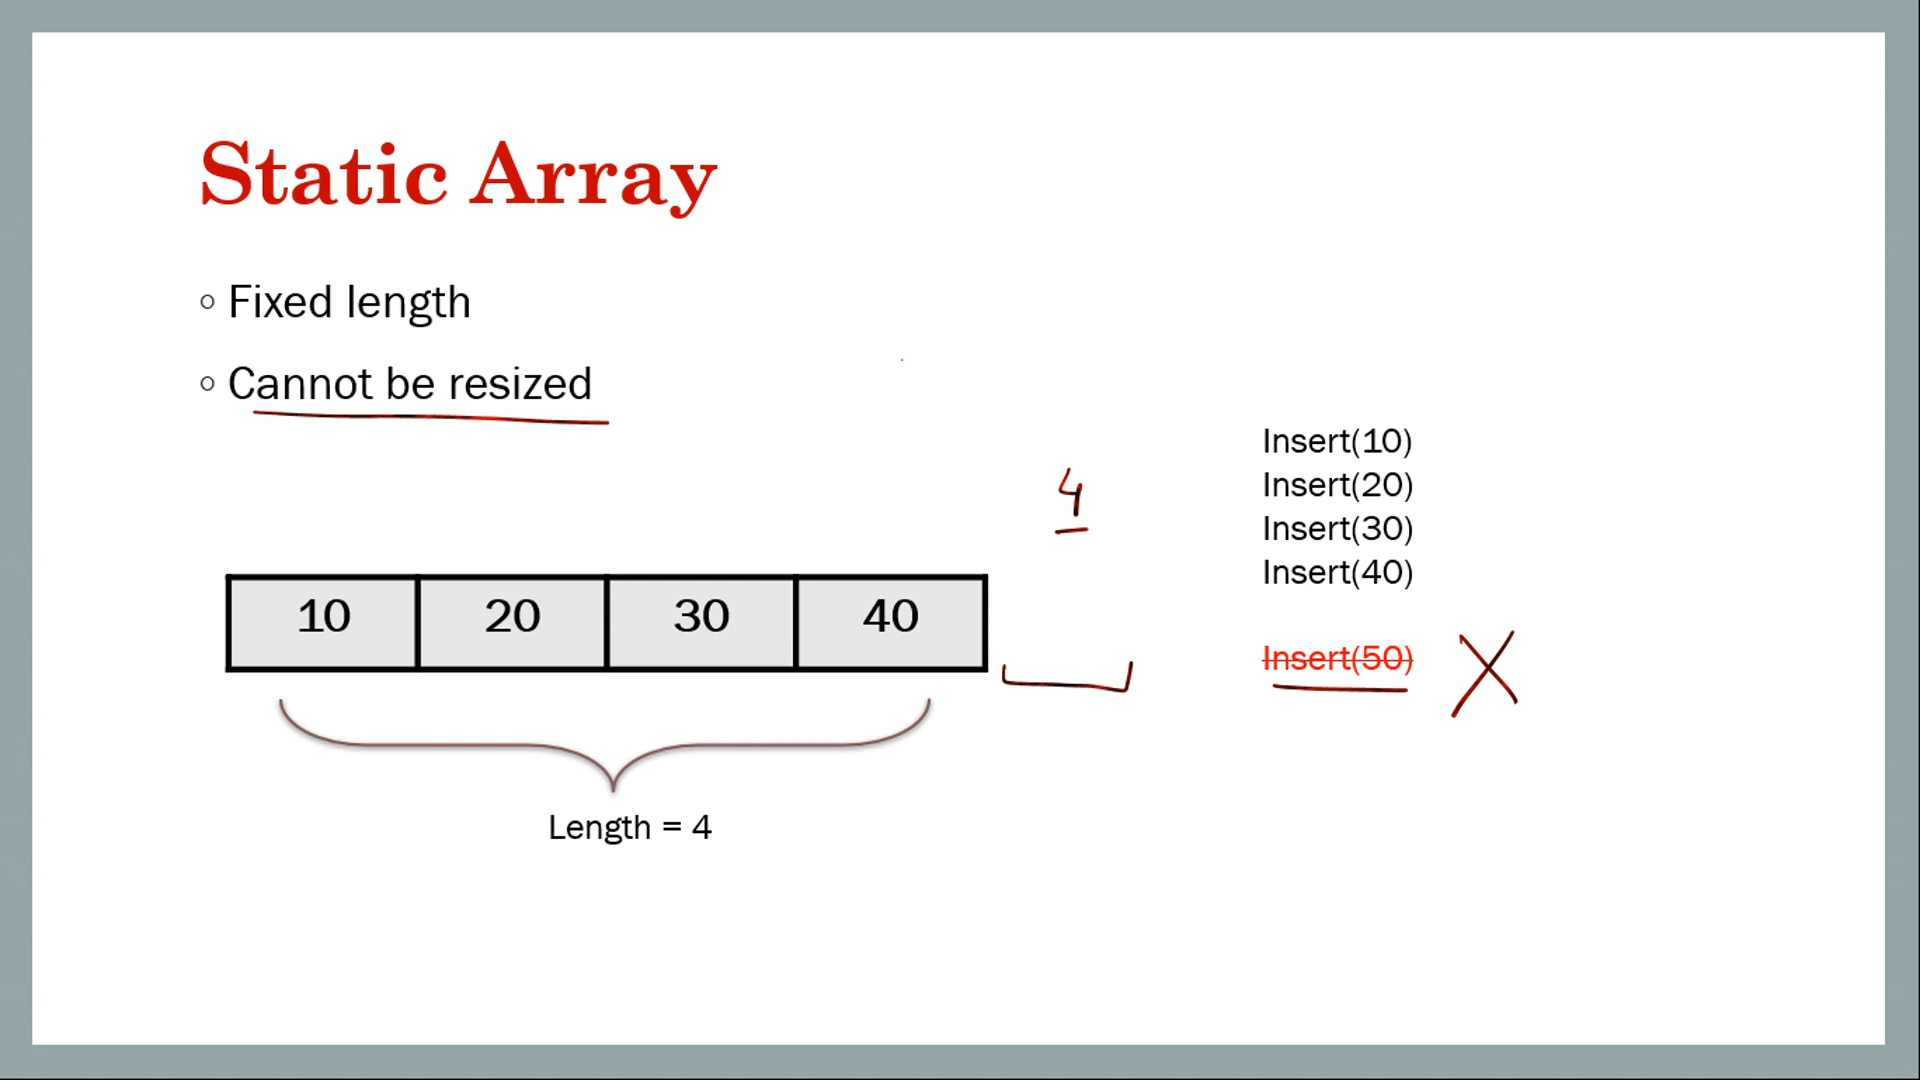 Static Array
Fixed length
Cannot be resized
4
Insert(10)
Insert(20)
Insert(30)
Insert(40)
Insert(50)
10 20 30 40
Length = 4